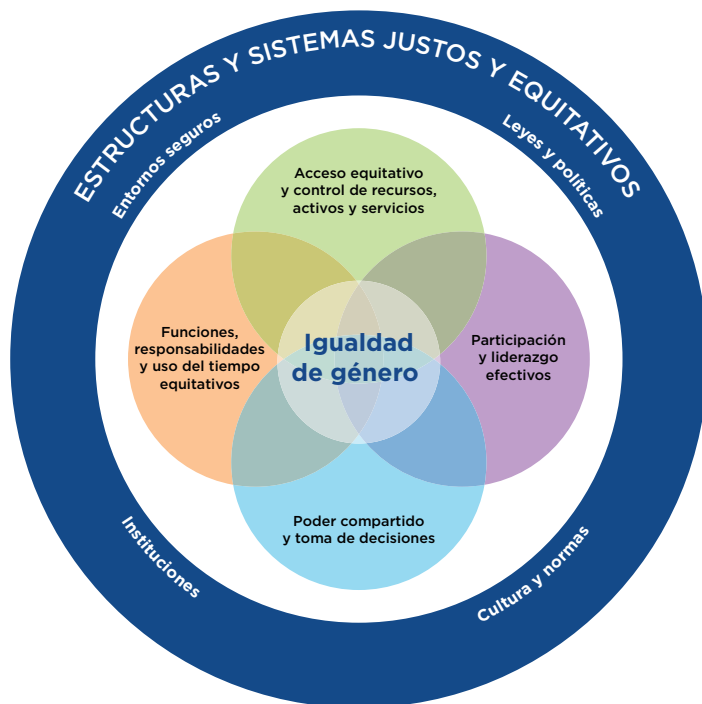 ESTRUCTURAS Y SISTEMAS JUSTOS Y EQUITATIVOS
Entornos seguros
Leyes y políticas
Acceso equitativo
y control de recursos,
activos y servicios
Funciones,
responsabilidades
y uso del tiempo
equitativos
Igualdad
de género
Participación
y liderazgo
efectivos
Poder compartido
y toma de decisiones
Instituciones
Cultura y normas